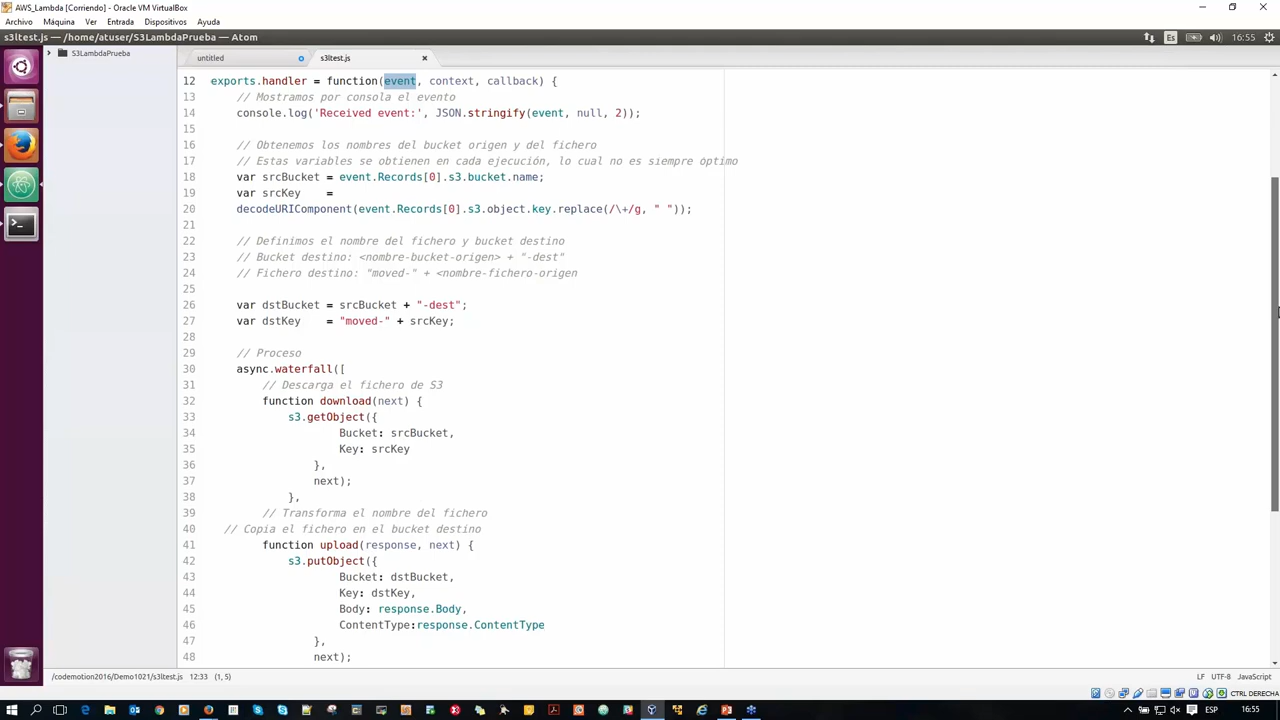 AWS_Lambda [Corriendo] - Oracle VM VirtualBox
Archivo Máquina Ver Entrada Dispositivos Ayuda
s3ltest.js — /home/atuser/S3LambdaPrueba — Atom
Es 16:55
S3LambdaPrueba
untitled
s3ltest.js
12 exports.handler = function(event, context, callback) {
13 // Mostramos por consola el evento
14 console.log('Received event:', JSON.stringify(event, null, 2));
15
16 // Obtenemos los nombres del bucket origen y del fichero
17 // Estas variables se obtienen en cada ejecución, lo cual no es siempre óptimo
18 var srcBucket = event.Records[0].s3.bucket.name;
19 var srcKey =
20 decodeURIComponent(event.Records[0].s3.object.key.replace(/\+/g, " "));
21
22 // Definimos el nombre del fichero y bucket destino
23 // Bucket destino: <nombre-bucket-origen> + "-dest"
24 // Fichero destino: "moved-" + <nombre-fichero-origen
25
26 var dstBucket = srcBucket + "-dest";
27 var dstKey = "moved-" + srcKey;
28
29 // Proceso
30 async.waterfall([
31 // Descarga el fichero de S3
32 function download(next) {
33 s3.getObject({
34 Bucket: srcBucket,
35 Key: srcKey
36 },
37 next);
38 },
39 // Transforma el nombre del fichero
40 // Copia el fichero en el bucket destino
41 function upload(response, next) {
42 s3.putObject({
43 Bucket: dstBucket,
44 Key: dstKey,
45 Body: response.Body,
46 ContentType:response.ContentType
47 },
48 next);
/codemotion2016/Demo1021/s3ltest.js 12:33 (1, 5)
LF UTF-8 JavaScript
CTRL DERECHA
ESP 16:55